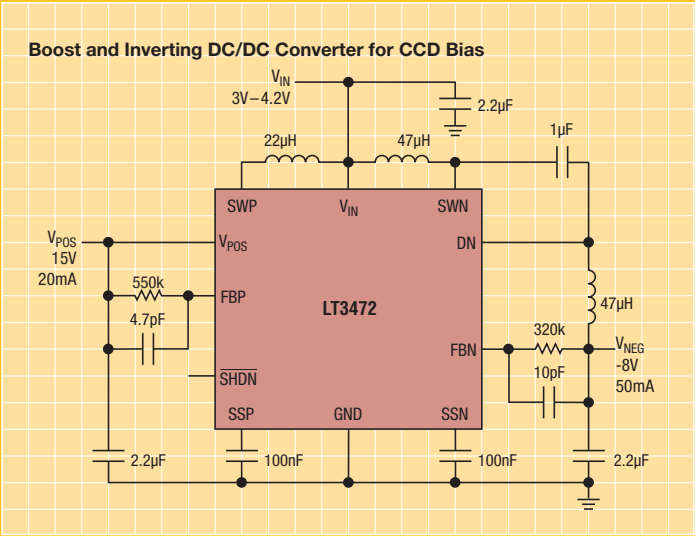 Boost and Inverting DC/DC Converter for CCD Bias
VIN
3V–4.2V
2.2µF
22µH
47µH
1µF
SWP
VIN
SWN
VPOS
15V
20mA
VPOS
DN
550k
FBP
4.7pF
LT3472
47µH
320k
FBN
VNEG
-8V
50mA
10pF
SHDN
SSP
GND
SSN
2.2µF
100nF
100nF
2.2µF